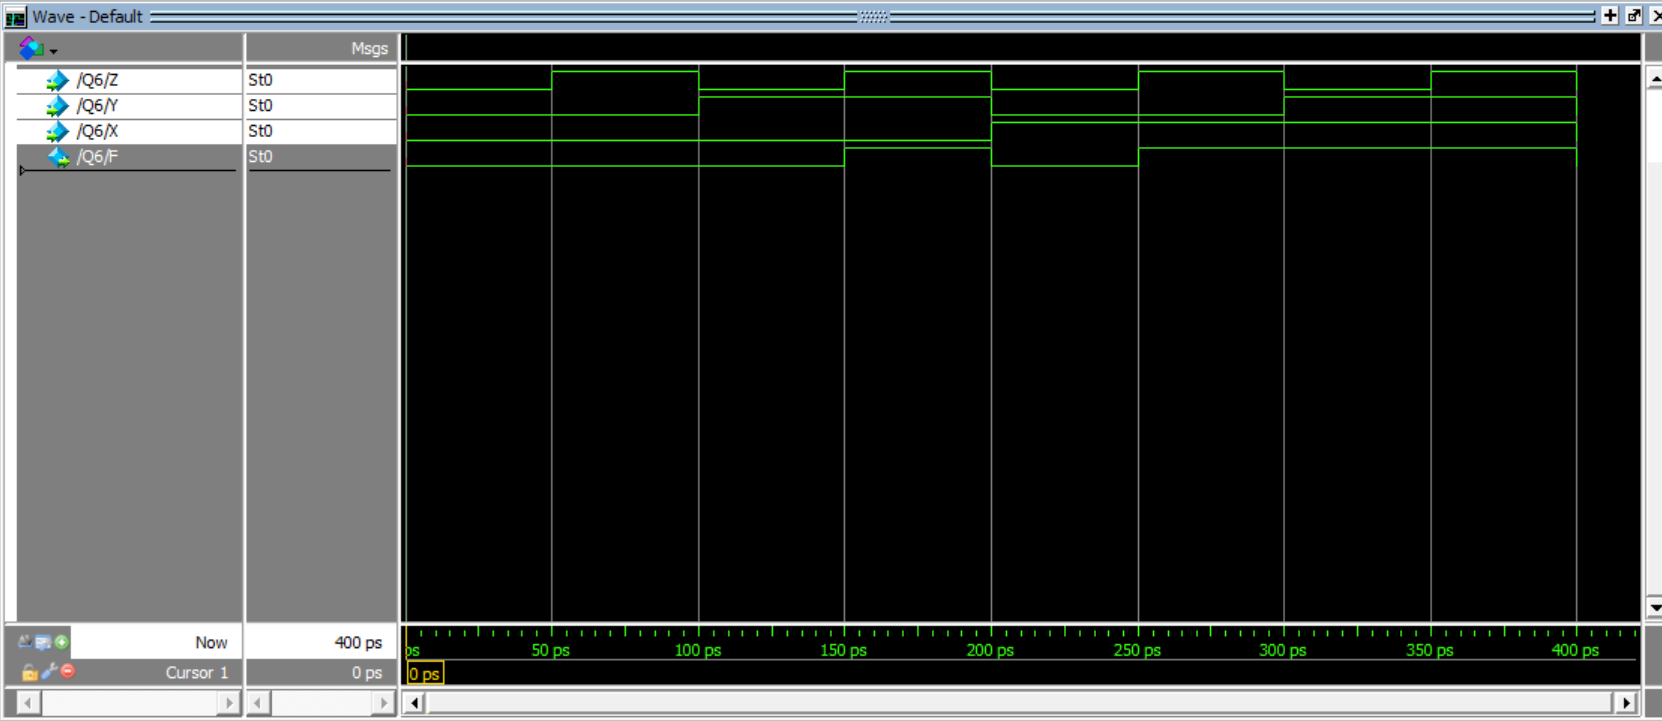 Wave - Default
Msgs
/Q6/Z St0
/Q6/Y St0
/Q6/X St0
/Q6/F St0
Now 400 ps ps 50 ps 100 ps 150 ps 200 ps 250 ps 300 ps 350 ps 400 ps
Cursor 1 0 ps 0 ps